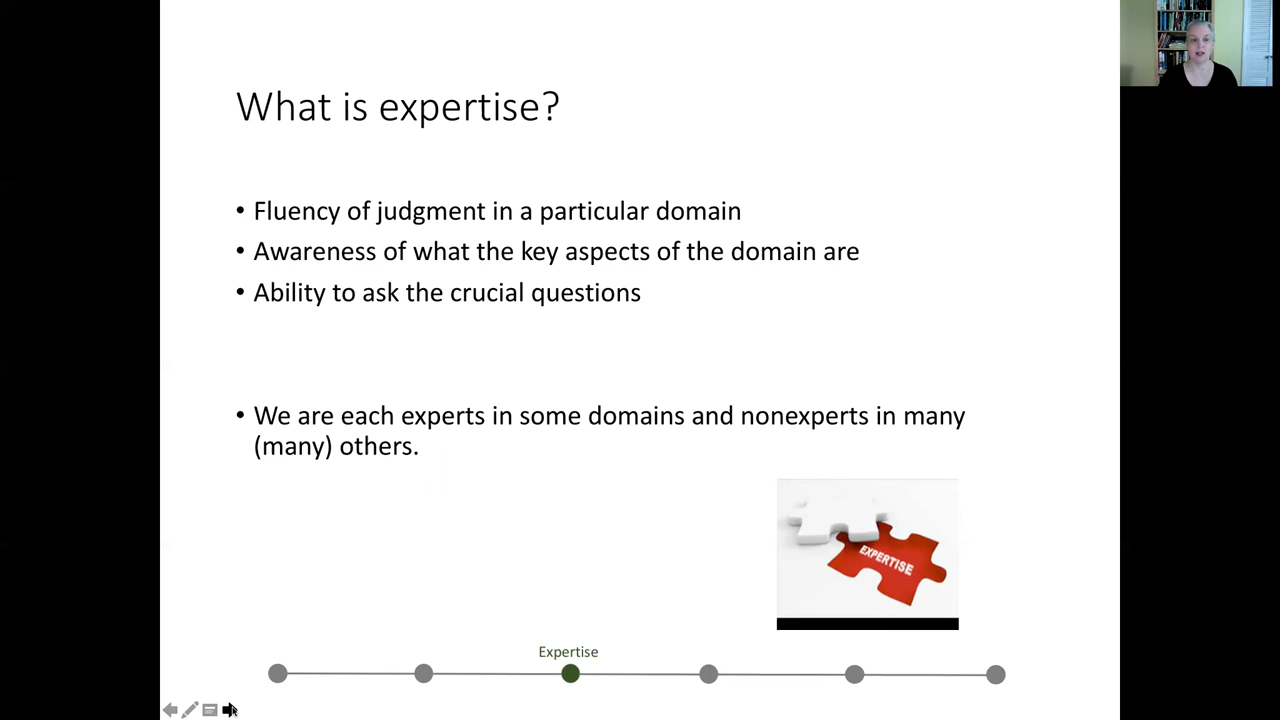 What is expertise?
• Fluency of judgment in a particular domain
• Awareness of what the key aspects of the domain are
• Ability to ask the crucial questions
• We are each experts in some domains and nonexperts in many
(many) others.
EXPERTISE
Expertise